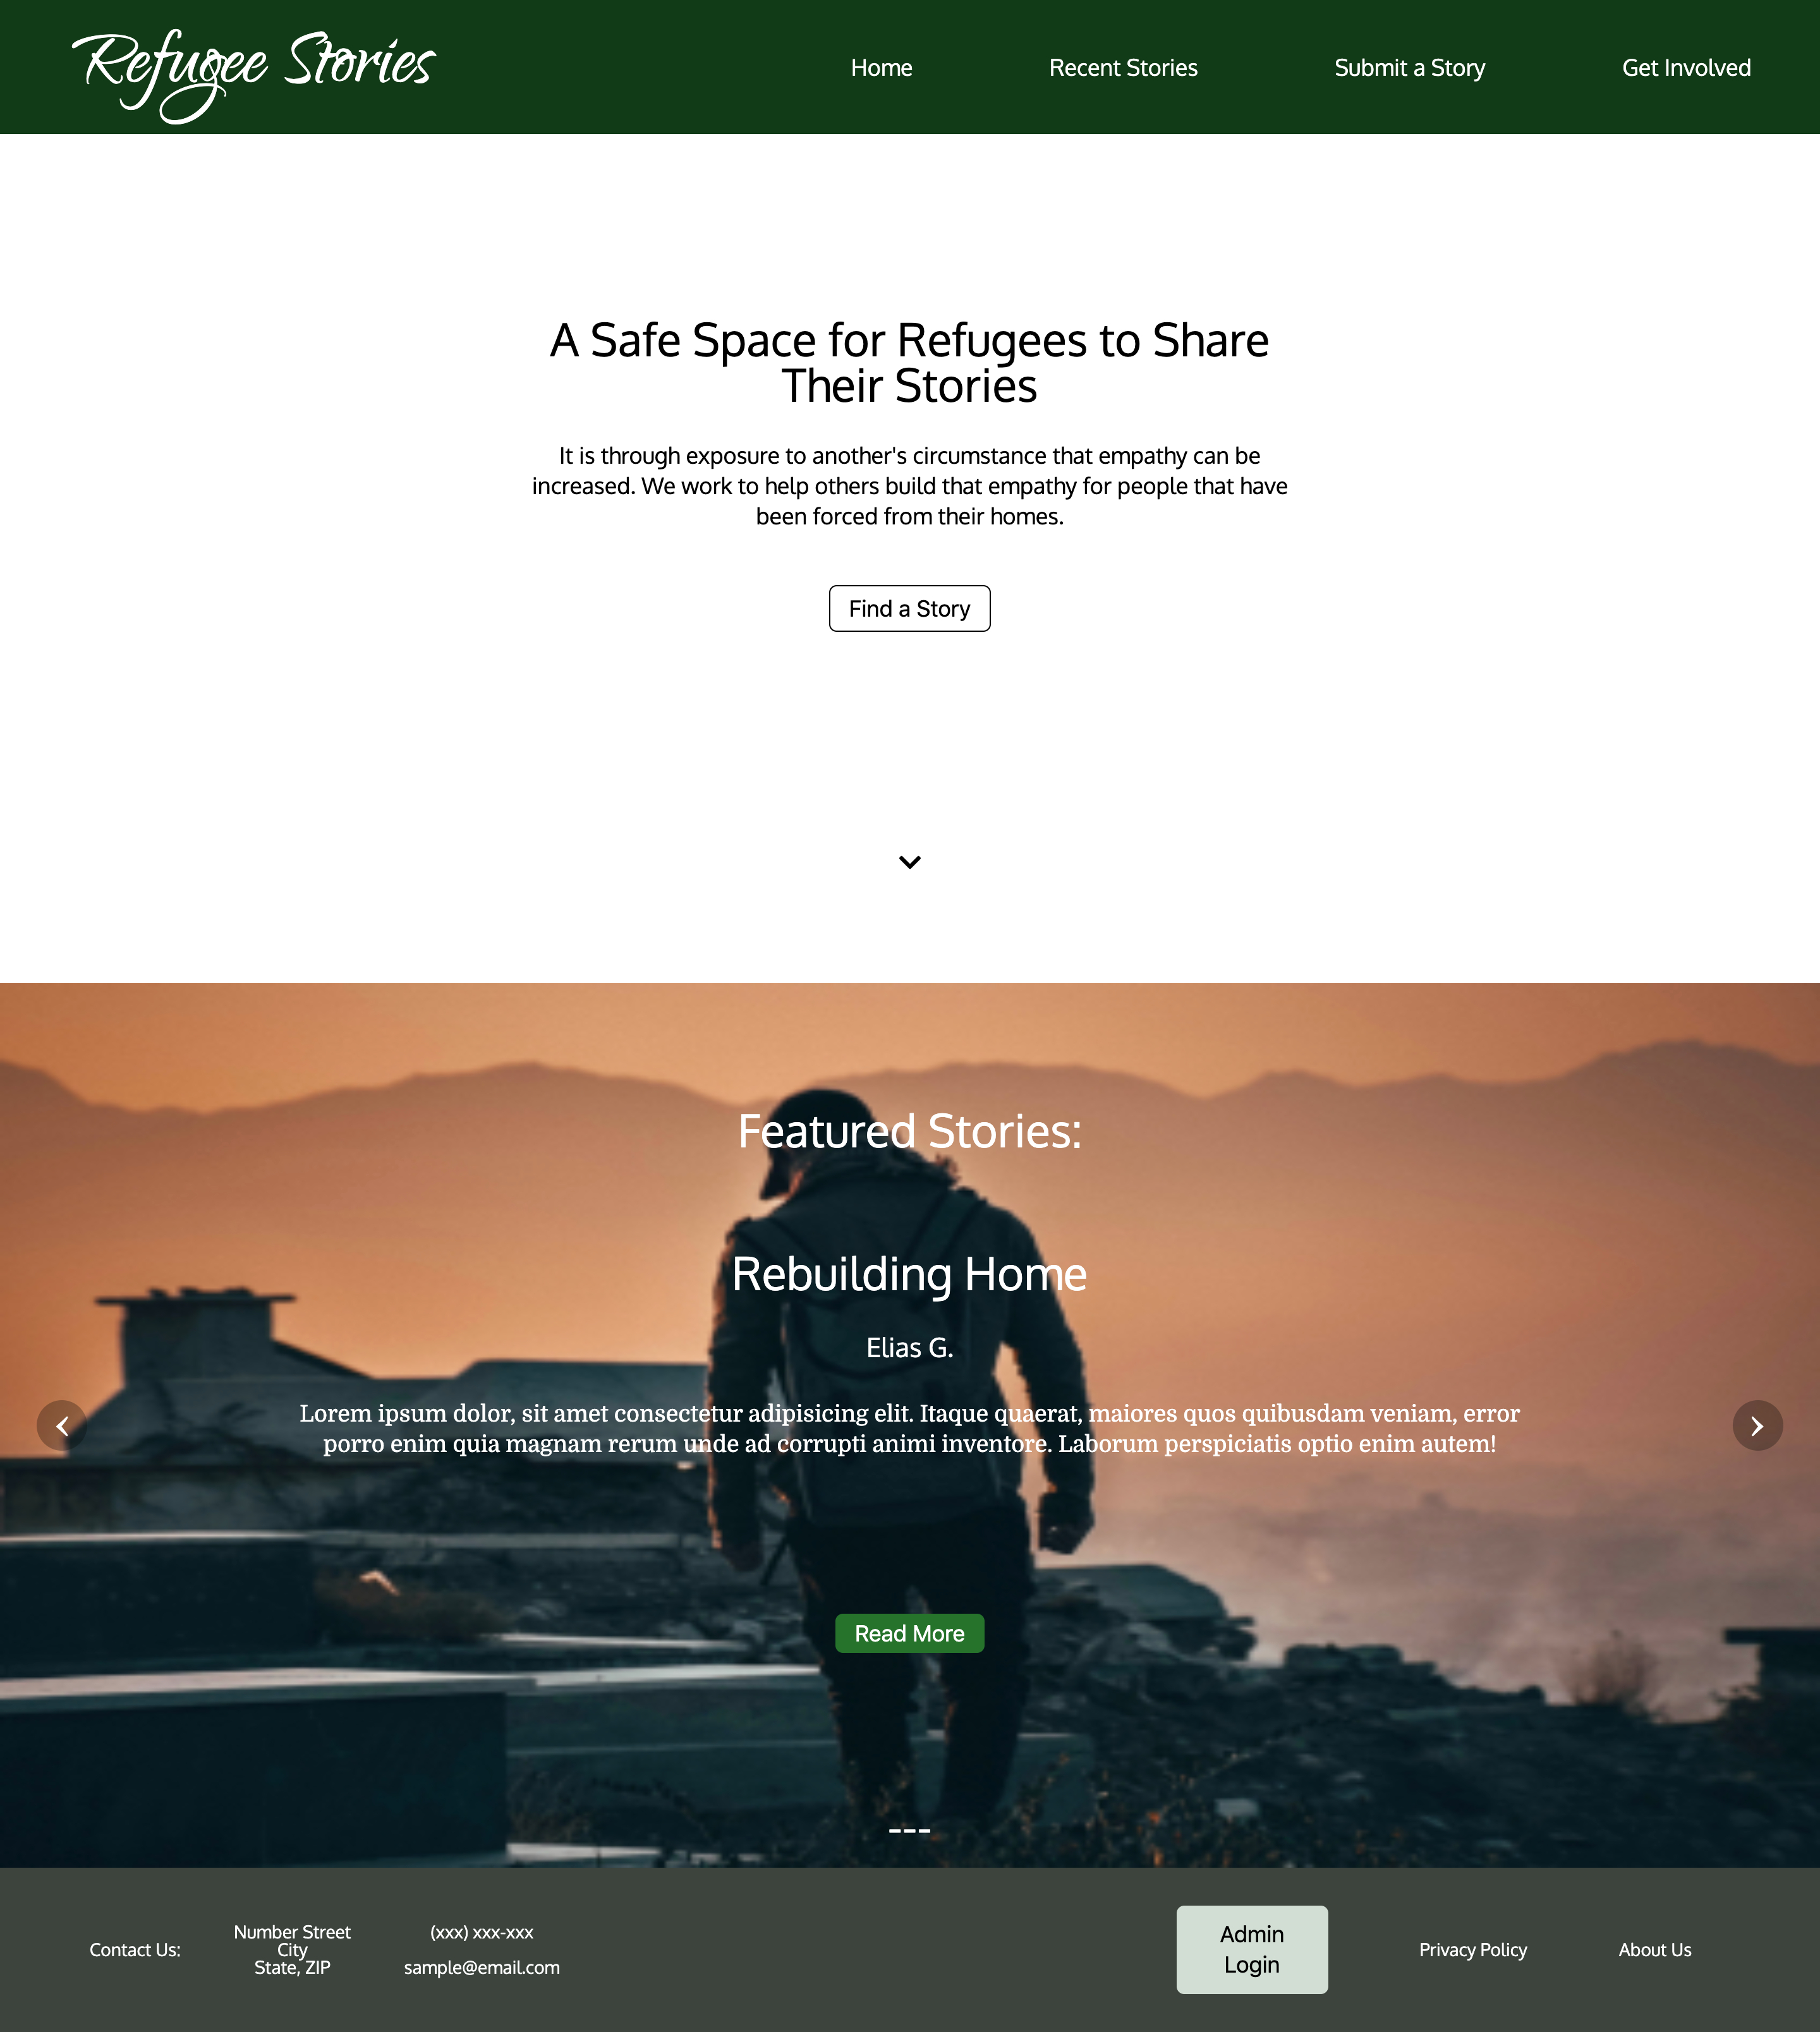 Refugee Stories
Home
Recent Stories
Submit a Story
Get Involved
A Safe Space for Refugees to Share
Their Stories
It is through exposure to another's circumstance that empathy can be
increased. We work to help others build that empathy for people that have
been forced from their homes.
Find a Story
Featured Stories:
Rebuilding Home
Elias G.
Lorem ipsum dolor, sit amet consectetur adipisicing elit. Itaque quaerat, maiores quos quibusdam veniam, error
porro enim quia magnam rerum unde ad corrupti animi inventore. Laborum perspiciatis optio enim autem!
Read More
Contact Us:
Number Street
City
State, ZIP
(xxx) xxx-xxx
sample@email.com
Admin
Login
Privacy Policy
About Us